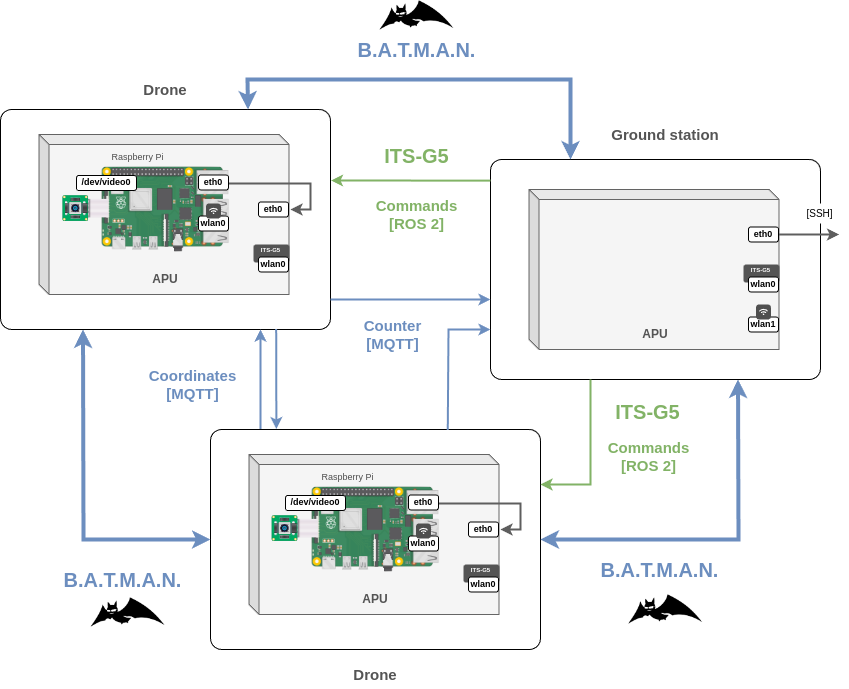 B.A.T.M.A.N.
Drone
Raspberry Pi
/dev/video0
eth0
wlan0
eth0
ITS-G5
wlan0
APU
ITS-G5
Commands
[ROS 2]
Ground station
[SSH]
eth0
ITS-G5
wlan0
wlan1
APU
Counter
[MQTT]
Coordinates
[MQTT]
ITS-G5
Commands
[ROS 2]
Raspberry Pi
/dev/video0
eth0
wlan0
eth0
ITS-G5
wlan0
APU
B.A.T.M.A.N.
B.A.T.M.A.N.
Drone